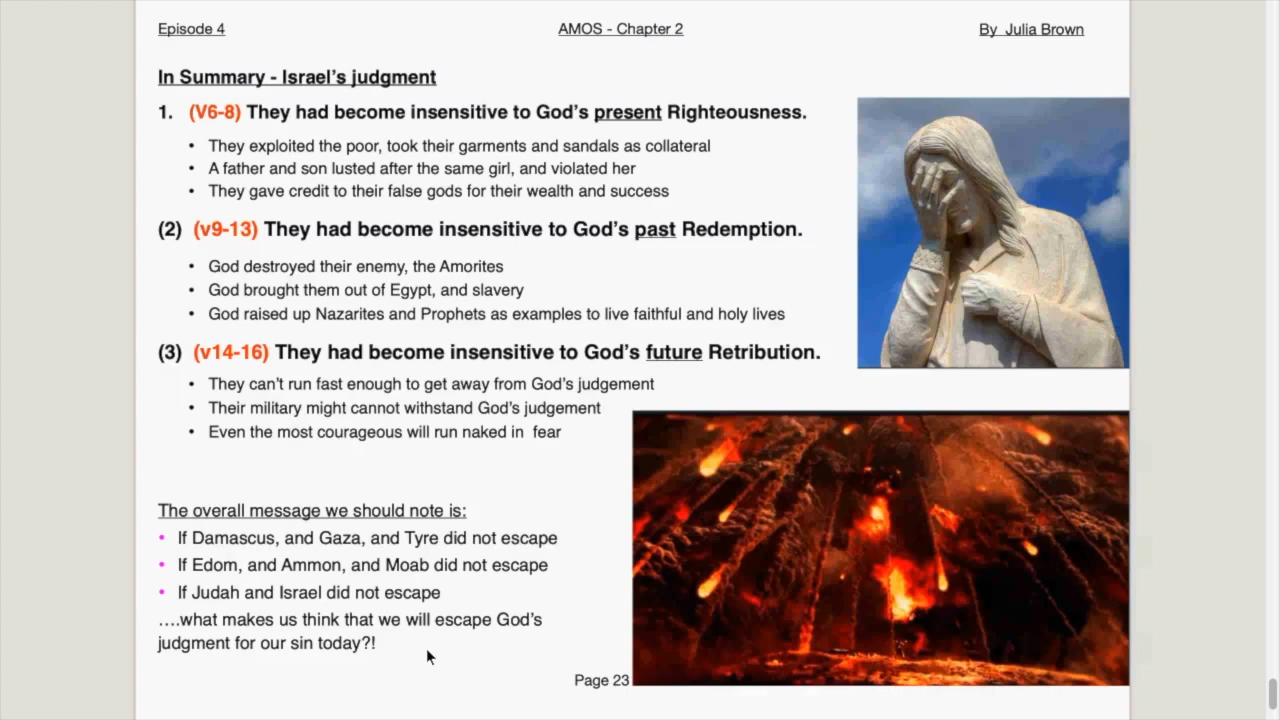 Episode 4
AMOS - Chapter 2
By  Julia Brown
In Summary - Israel’s judgment
1. (V6-8) They had become insensitive to God’s present Righteousness.
• They exploited the poor, took their garments and sandals as collateral
• A father and son lusted after the same girl, and violated her
• They gave credit to their false gods for their wealth and success
(2) (v9-13) They had become insensitive to God’s past Redemption.
• God destroyed their enemy, the Amorites
• God brought them out of Egypt, and slavery
• God raised up Nazarites and Prophets as examples to live faithful and holy lives
(3) (v14-16) They had become insensitive to God’s future Retribution.
• They can’t run fast enough to get away from God’s judgement
• Their military might cannot withstand God’s judgement
• Even the most courageous will run naked in  fear
The overall message we should note is:
• If Damascus, and Gaza, and Tyre did not escape
• If Edom, and Ammon, and Moab did not escape
• If Judah and Israel did not escape
….what makes us think that we will escape God’s
judgment for our sin today?!
Page 23